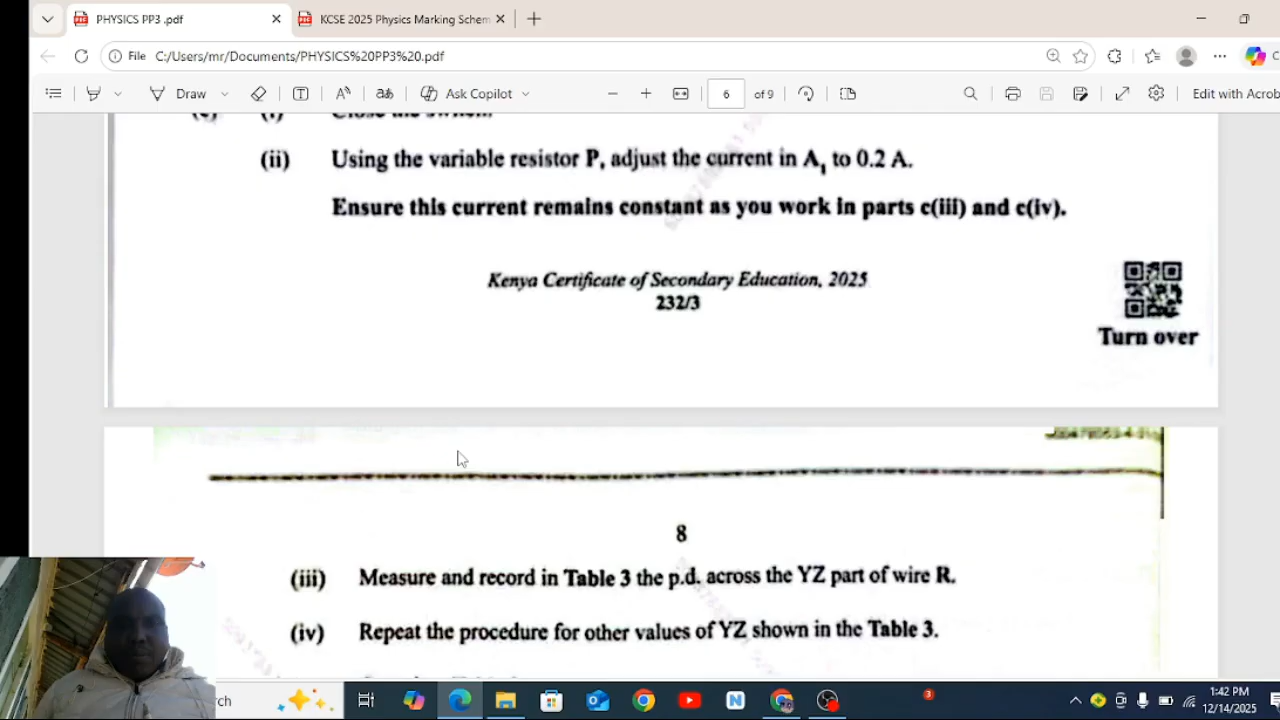 PHYSICS PP3 .pdf
KCSE 2025 Physics Marking Schem
File C:/Users/mr/Documents/PHYSICS%20PP3%20.pdf
Draw
Ask Copilot
6 of 9
Edit with Acrob
(c) (i) Close the switch.
(ii) Using the variable resistor P, adjust the current in A₁ to 0.2 A.
Ensure this current remains constant as you work in parts c(iii) and c(iv).
Kenya Certificate of Secondary Education, 2025
232/3
Turn over
8
(iii) Measure and record in Table 3 the p.d. across the YZ part of wire R.
(iv) Repeat the procedure for other values of YZ shown in the Table 3.
rch
3
1:42 PM
12/14/2025